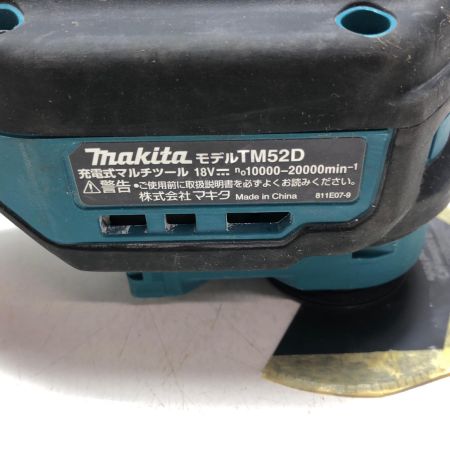 makita モデルTM52D
充電式マルチツール 18V⎓ n₀10000-20000min⁻¹
⚠警告 •ご使用前に取扱説明書を必ずよくお読みください。
株式会社 マキタ Made in China 811E07-9